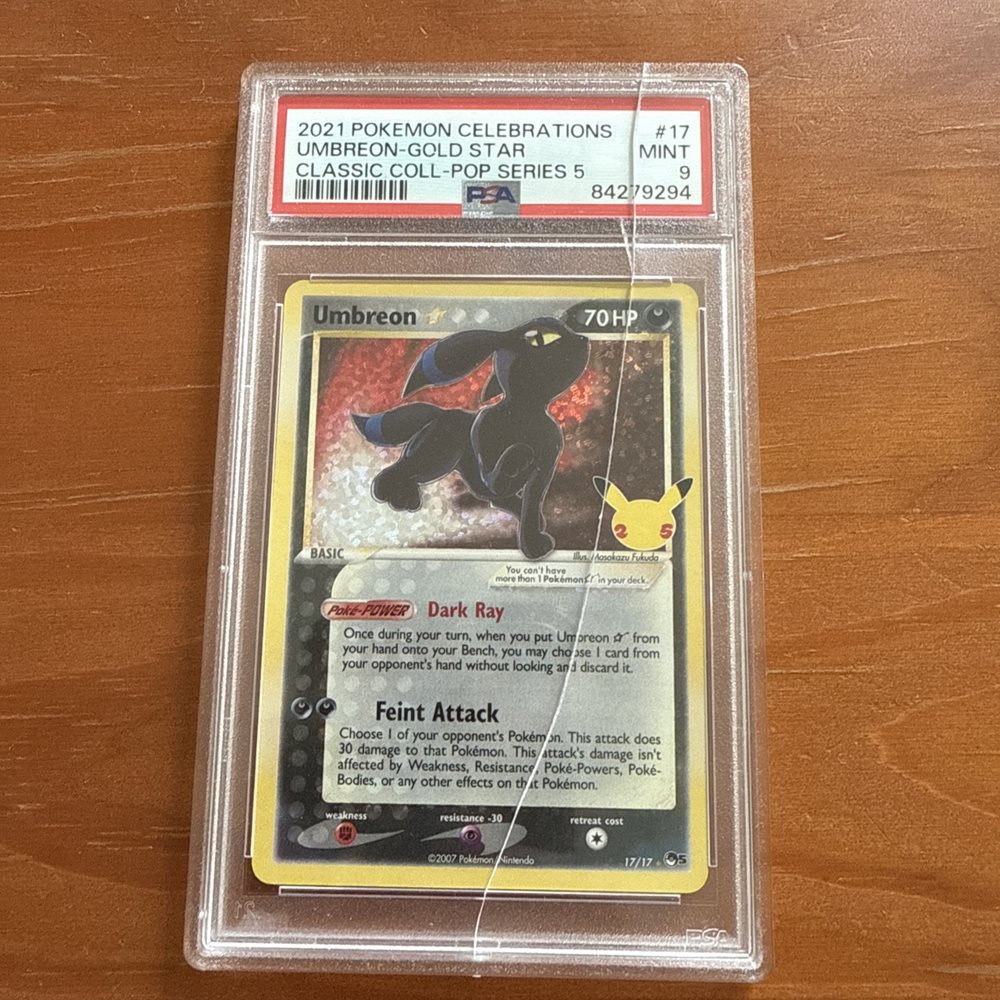 2021 POKEMON CELEBRATIONS #17
UMBREON-GOLD STAR MINT
CLASSIC COLL-POP SERIES 5 9
PSA 84279294
Umbreon 70 HP
2 5
BASIC
Illus. Masakazu Fukuda
You can't have
more than 1 Pokémon ☆ in your deck.
Poké-POWER Dark Ray
Once during your turn, when you put Umbreon ☆ from
your hand onto your Bench, you may choose 1 card from
your opponent's hand without looking and discard it.
Feint Attack
Choose 1 of your opponent's Pokémon. This attack does
30 damage to that Pokémon. This attack's damage isn't
affected by Weakness, Resistance, Poké-Powers, Poké-
Bodies, or any other effects on that Pokémon.
weakness resistance -30 retreat cost
©2007 Pokémon/Nintendo 17/17 5
PSA